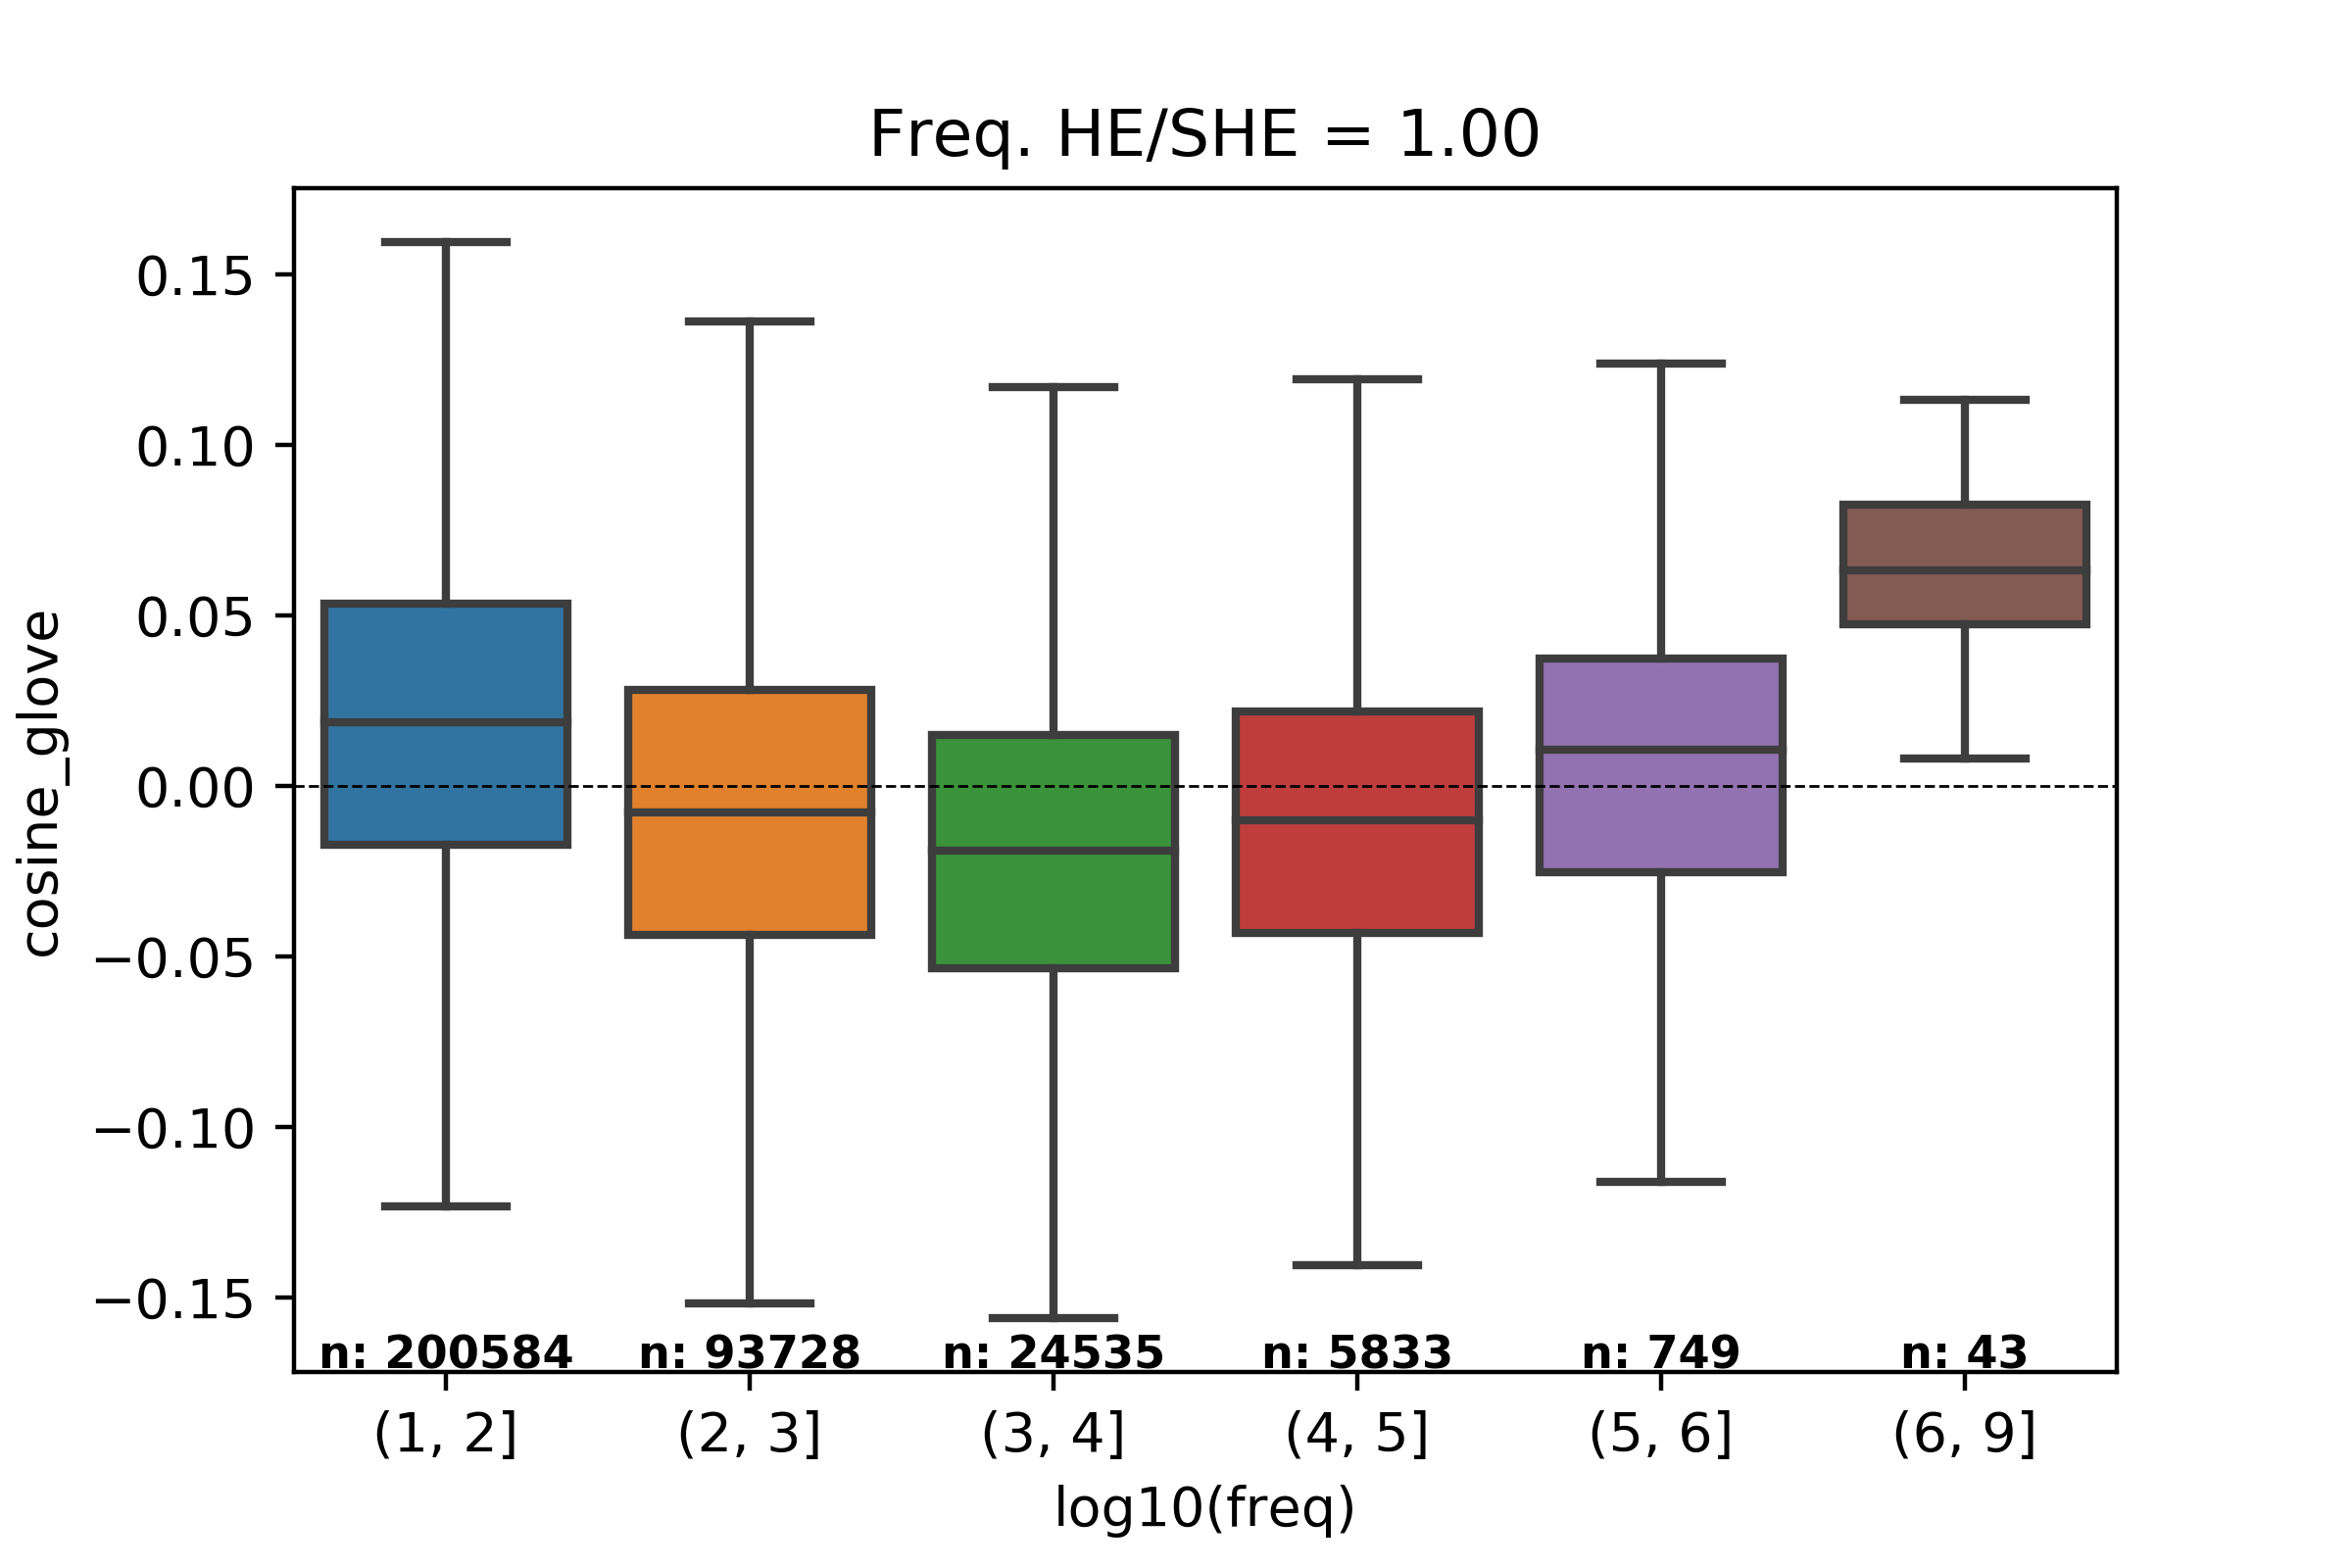 Freq. HE/SHE = 1.00
cosine_glove
0.15
0.10
0.05
0.00
−0.05
−0.10
−0.15
n: 200584 n: 93728 n: 24535 n: 5833 n: 749 n: 43
(1, 2] (2, 3] (3, 4] (4, 5] (5, 6] (6, 9]
log10(freq)